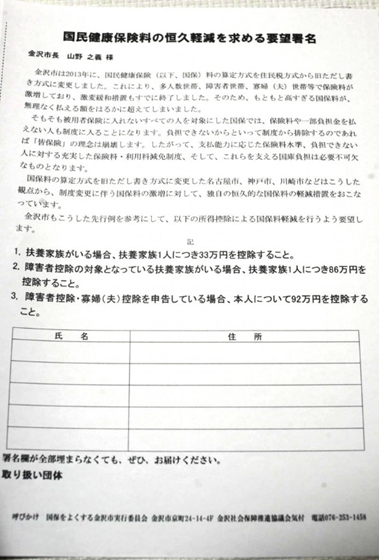 国民健康保険料の恒久軽減を求める要望署名
金沢市長 山野 之義 様
金沢市は2013年に、国民健康保険（以下、国保）料の算定方式を住民税方式から旧ただし書
き方式に変更しました。これにより、多人数世帯、障害者世帯、寡婦（夫）世帯等で保険料が
激増しており、激変緩和措置もすでに終了しました。そのため、もともと高すぎる国保料が、
無理なく払える額をはるかに超えてしまいました。
そもそも被用者保険に入れないすべての人を対象にした国保では、保険料や一部負担金を払
えない人も制度に入ることになります。負担できないからといって制度から排除するのであれ
ば「皆保険」の理念は崩壊します。したがって、支払能力に応じた保険料水準、負担できない
人に対する充実した保険料・利用料減免制度、そして、これらを支える国庫負担は必要不可欠
なものとなります。
国保料の算定方式を旧ただし書き方式に変更した名古屋市、神戸市、川崎市などはこうした
観点から、制度変更に伴う国保料の激増に対して、独自の恒久的な国保料の軽減措置をおこな
っています。
金沢市もこうした先行例を参考にして、以下の所得控除による国保料軽減を行うよう要望し
ます。
記
1．扶養家族がいる場合、扶養家族1人につき33万円を控除すること。
2．障害者控除の対象となっている扶養家族がいる場合、扶養家族1人につき86万円を
控除すること。
3．障害者控除・寡婦（夫）控除を申告している場合、本人について92万円を控除する
こと。
氏 名 住 所
署名欄が全部埋まらなくても、ぜひ、お届けください。
取り扱い団体
呼びかけ 国保をよくする金沢市実行委員会 金沢市京町24-14-4F 金沢社会保障推進協議会気付 電話076-253-1458